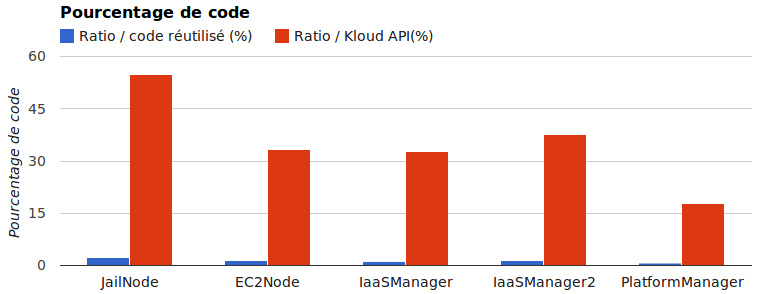 Pourcentage de code
Ratio / code réutilisé (%) Ratio / Kloud API(%)
Pourcentage de code
60
45
30
15
0
JailNode EC2Node IaaSManager IaaSManager2 PlatformManager